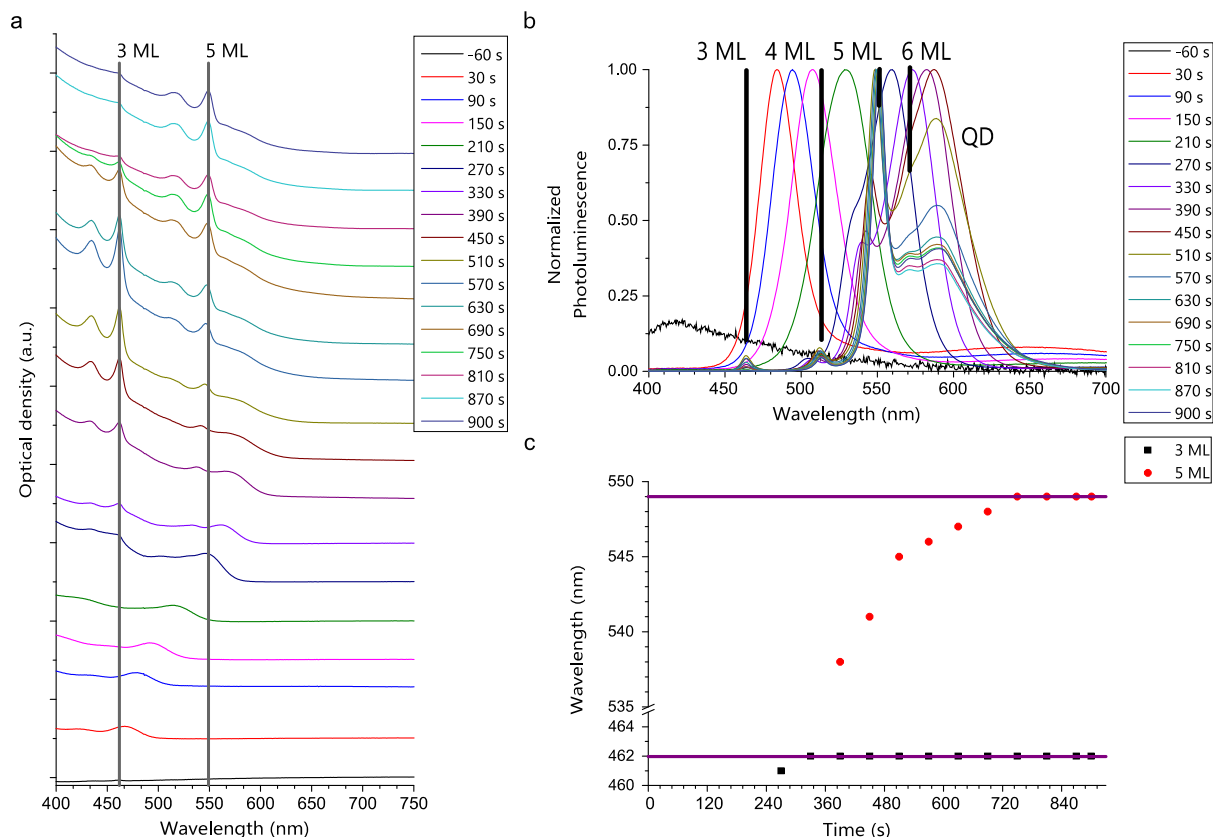 a
3 ML 5 ML
-60 s
30 s
90 s
150 s
210 s
270 s
330 s
390 s
450 s
510 s
570 s
630 s
690 s
750 s
810 s
870 s
900 s
Optical density (a.u.)
400 450 500 550 600 650 700 750
Wavelength (nm)
b
3 ML 4 ML 5 ML 6 ML
QD
1.00
0.75
0.50
0.25
0.00
Normalized
Photoluminescence
400 450 500 550 600 650 700
Wavelength (nm)
-60 s
30 s
90 s
150 s
210 s
270 s
330 s
390 s
450 s
510 s
570 s
630 s
690 s
750 s
810 s
870 s
900 s
c
3 ML
5 ML
550
545
540
535
464
462
460
Wavelength (nm)
0 120 240 360 480 600 720 840
Time (s)